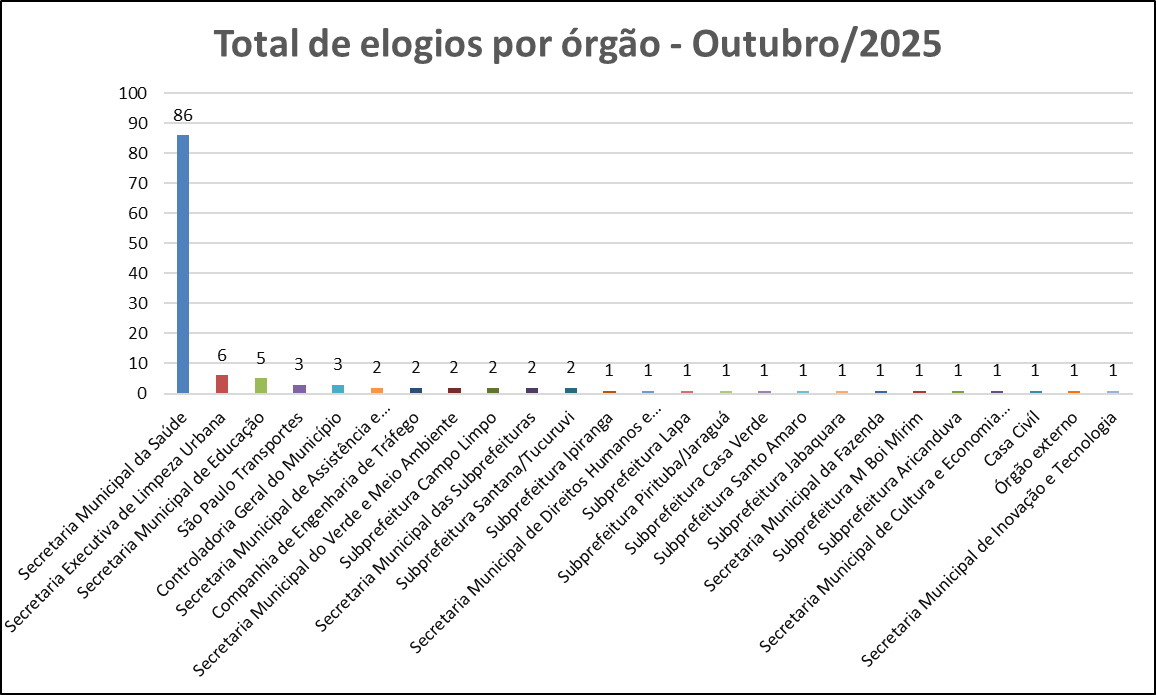 Total de elogios por órgão - Outubro/2025
100
90
80
70
60
50
40
30
20
10
0
86
6
5
3
3
2
2
2
2
2
2
1
1
1
1
1
1
1
1
1
1
1
1
1
1
Secretaria Municipal da Saúde
Secretaria Executiva de Limpeza Urbana
Secretaria Municipal de Educação
São Paulo Transportes
Controladoria Geral do Município
Secretaria Municipal de Assistência e...
Companhia de Engenharia de Tráfego
Secretaria Municipal do Verde e Meio Ambiente
Subprefeitura Campo Limpo
Secretaria Municipal das Subprefeituras
Subprefeitura Santana/Tucuruvi
Subprefeitura Ipiranga
Secretaria Municipal de Direitos Humanos e...
Subprefeitura Lapa
Subprefeitura Pirituba/Jaraguá
Subprefeitura Casa Verde
Subprefeitura Santo Amaro
Subprefeitura Jabaquara
Secretaria Municipal da Fazenda
Subprefeitura M Boi Mirim
Subprefeitura Aricanduva
Secretaria Municipal de Cultura e Economia...
Casa Civíl
Órgão externo
Secretaria Municipal de Inovação e Tecnologia